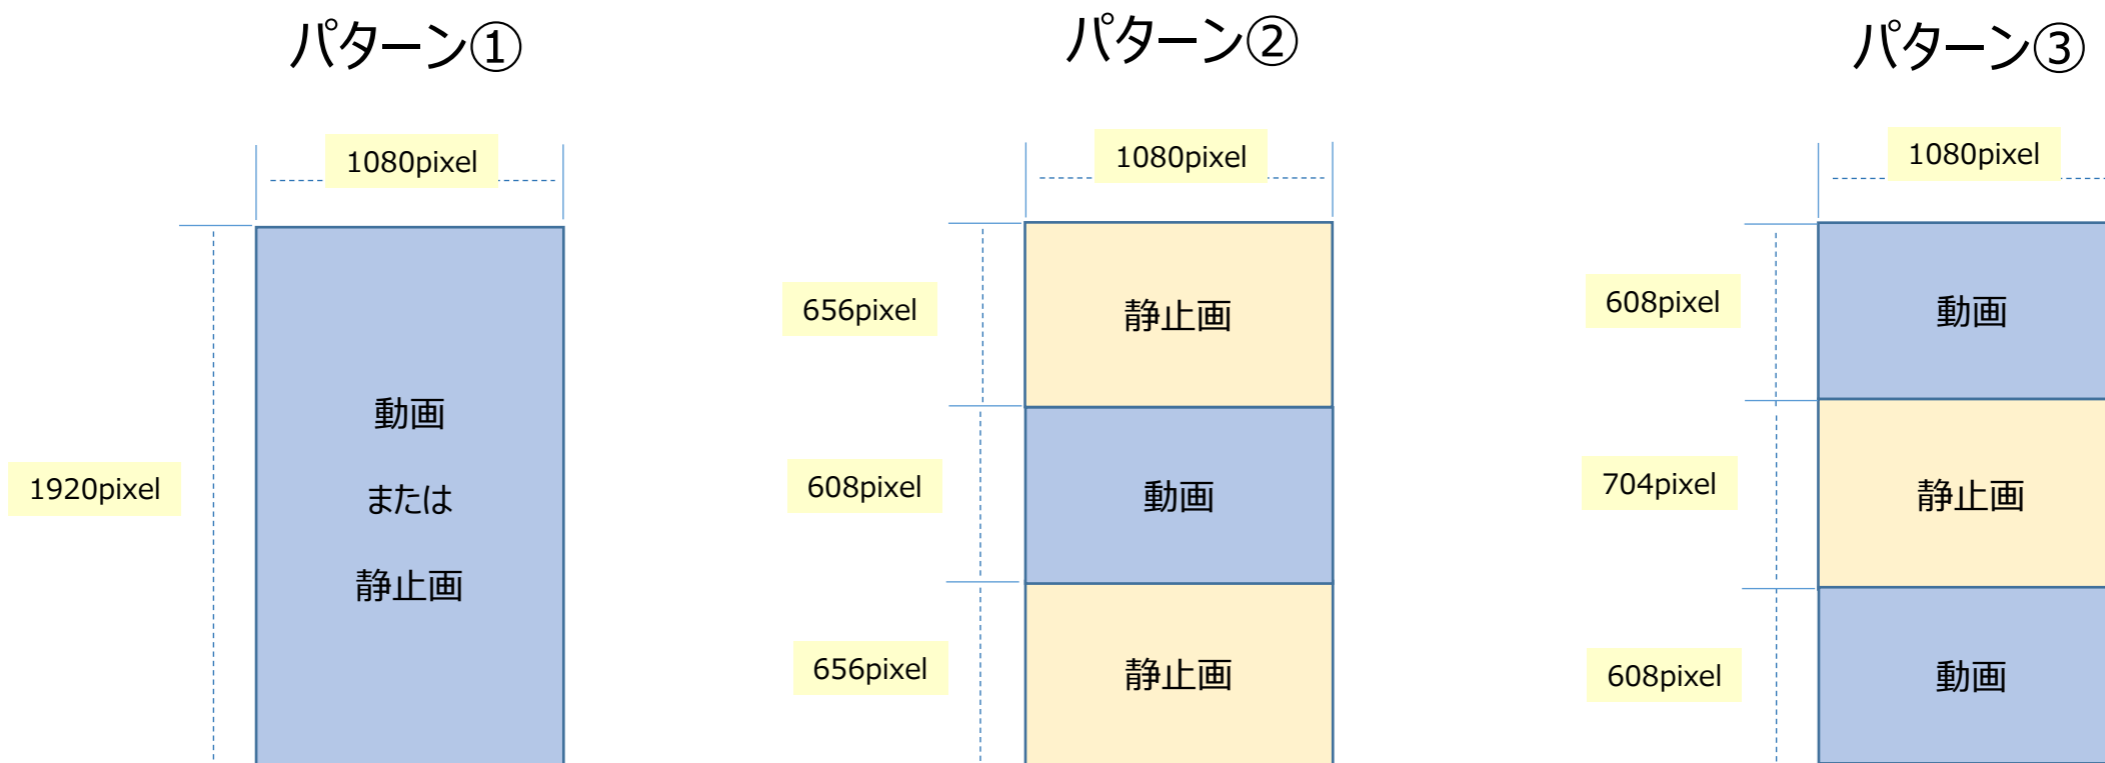 パターン①
1080pixel
1920pixel
動画
または
静止画
パターン②
1080pixel
656pixel
静止画
608pixel
動画
656pixel
静止画
パターン③
1080pixel
608pixel
動画
704pixel
静止画
608pixel
動画